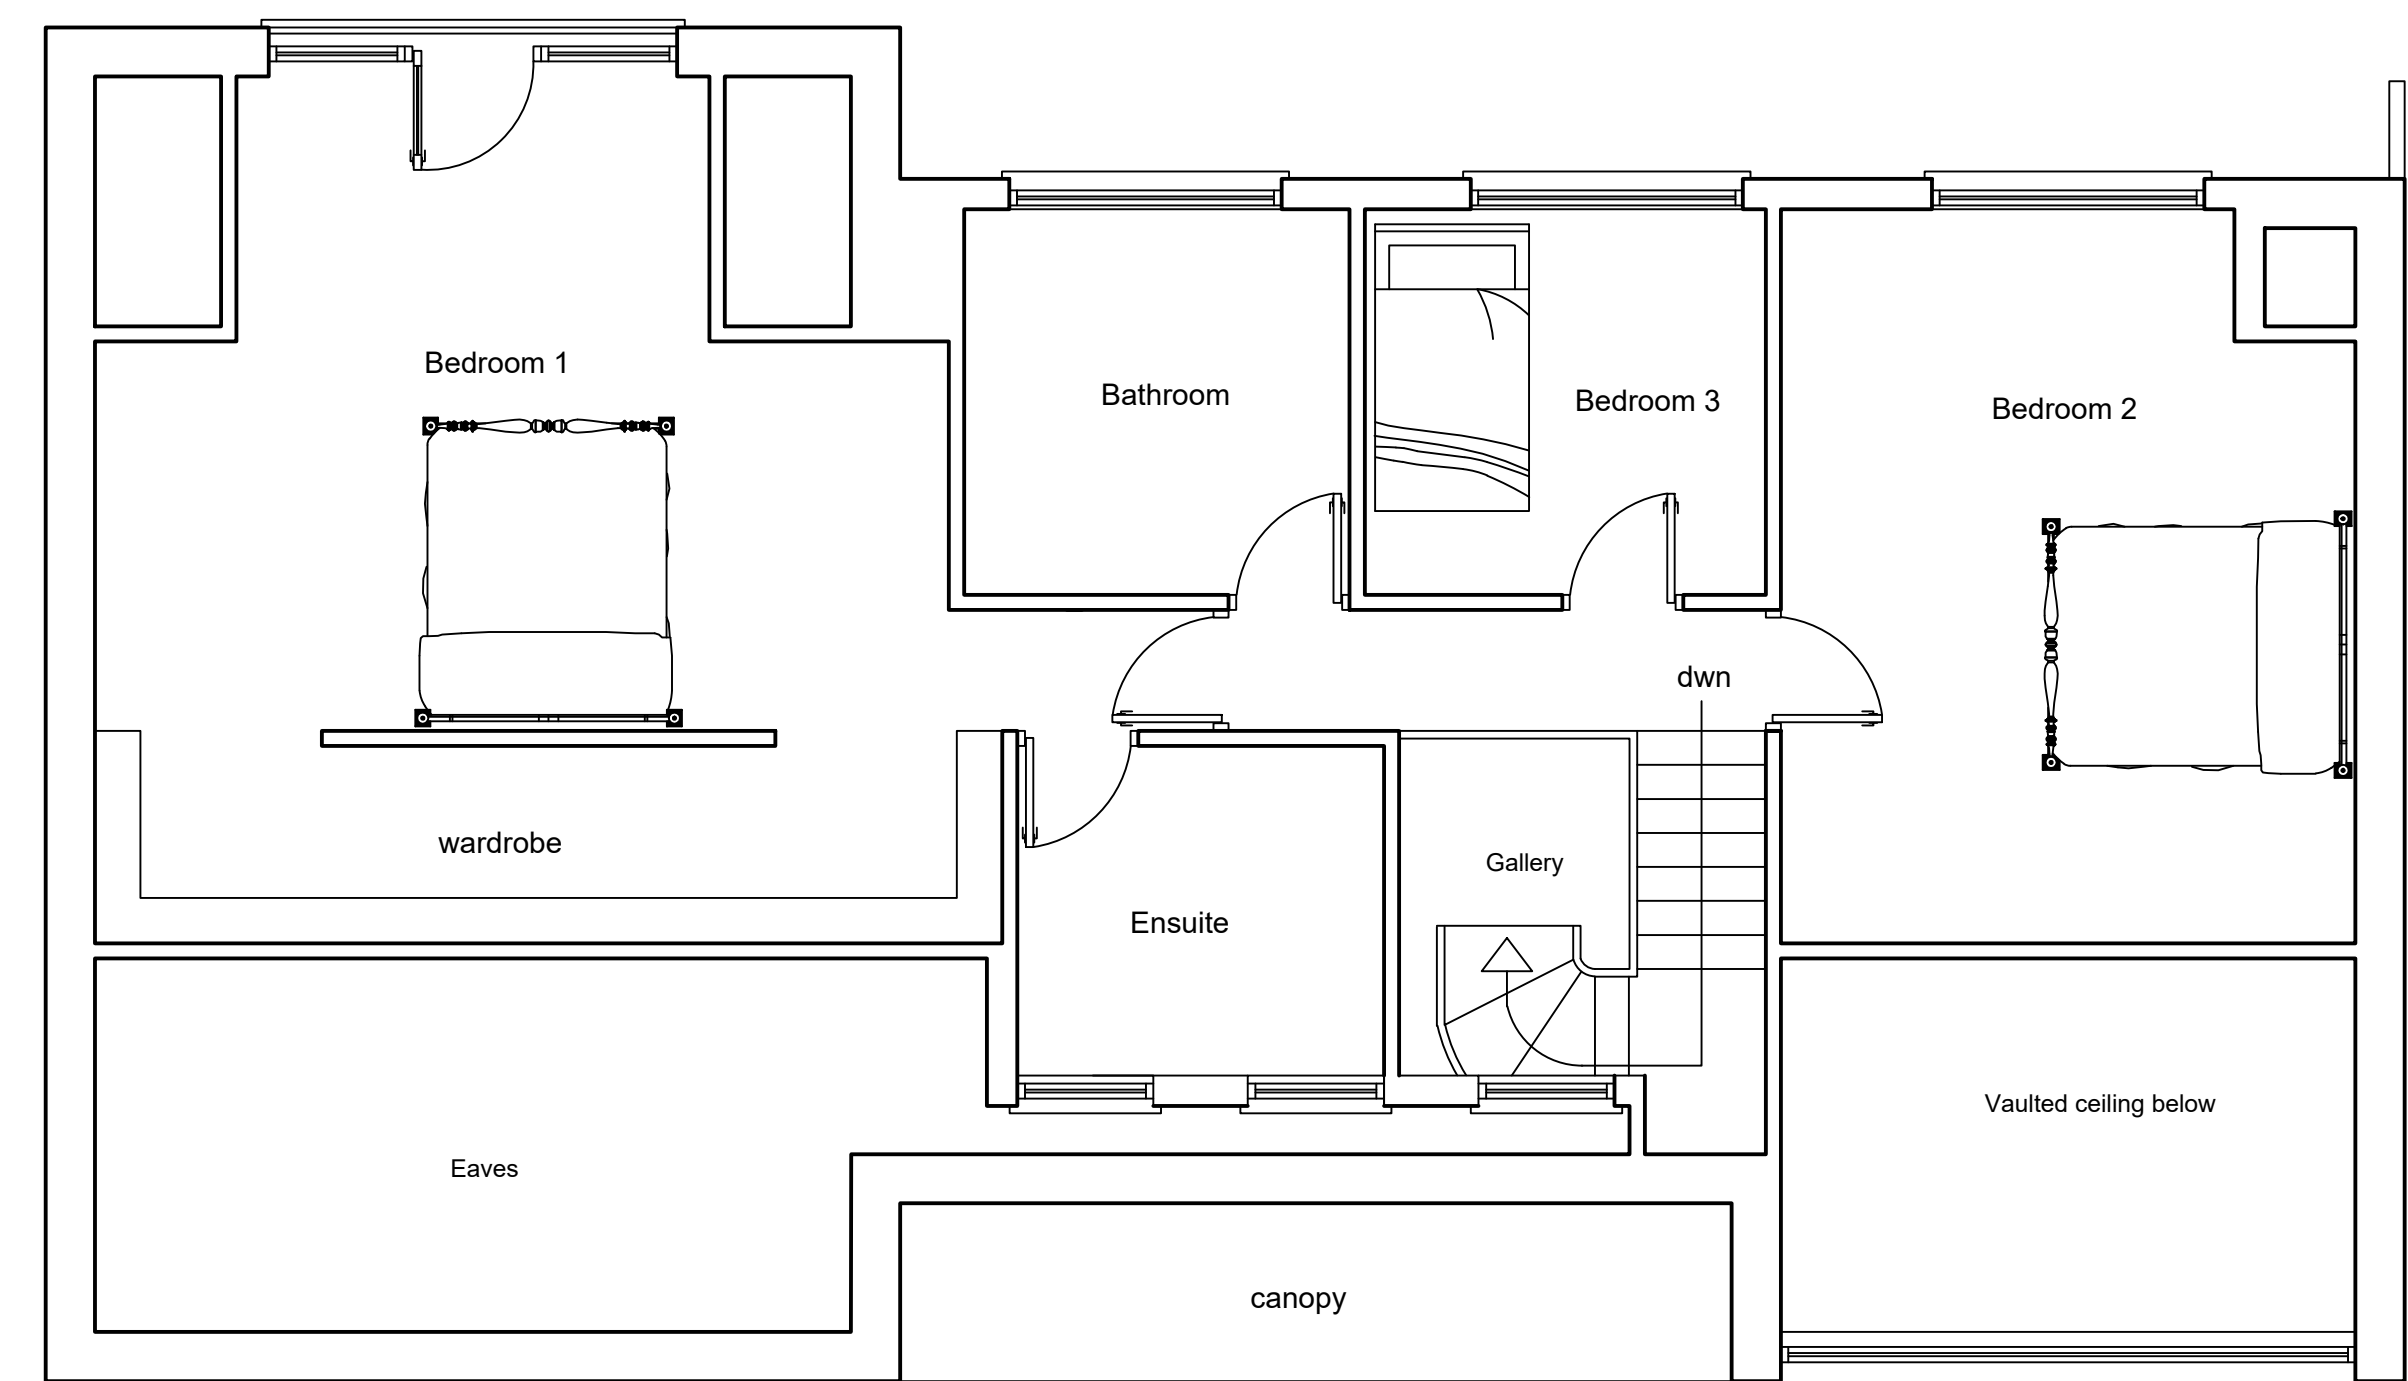 Bedroom 1
Bathroom
Bedroom 3
Bedroom 2
dwn
wardrobe
Gallery
Ensuite
Vaulted ceiling below
Eaves
canopy